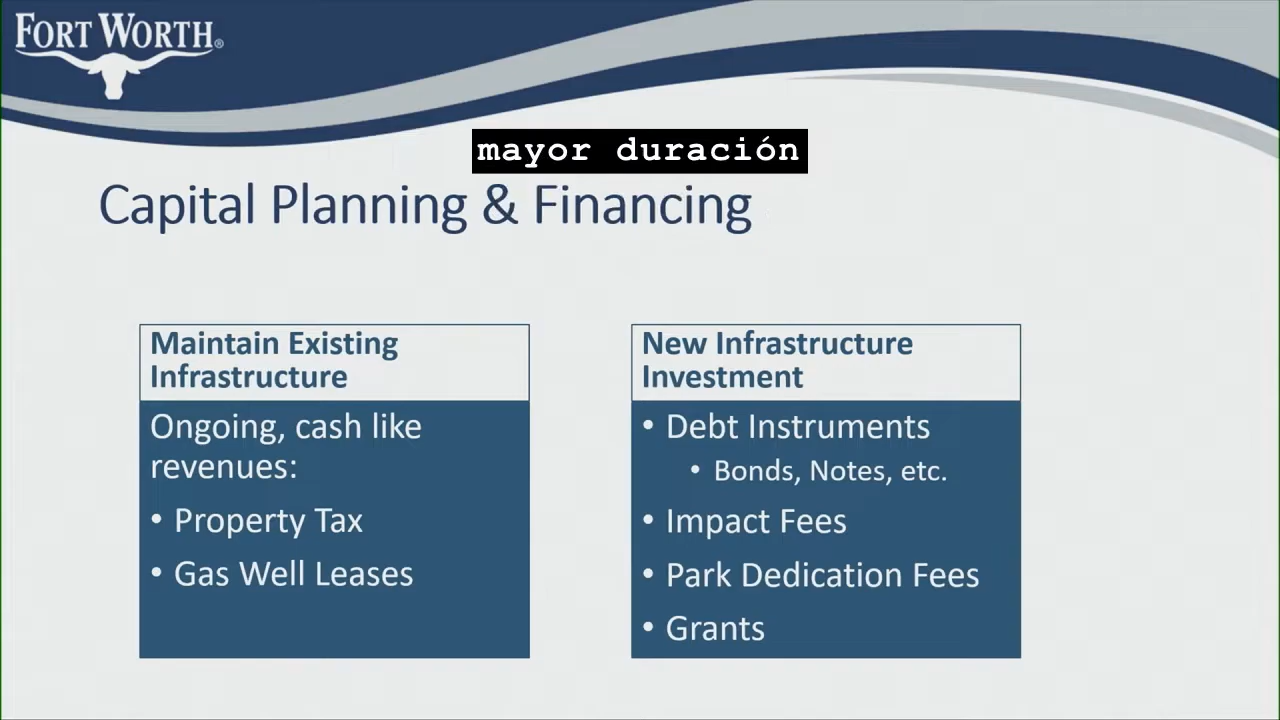 FORT WORTH®
mayor duración
Capital Planning & Financing
Maintain Existing
Infrastructure
Ongoing, cash like
revenues:
• Property Tax
• Gas Well Leases
New Infrastructure
Investment
• Debt Instruments
• Bonds, Notes, etc.
• Impact Fees
• Park Dedication Fees
• Grants